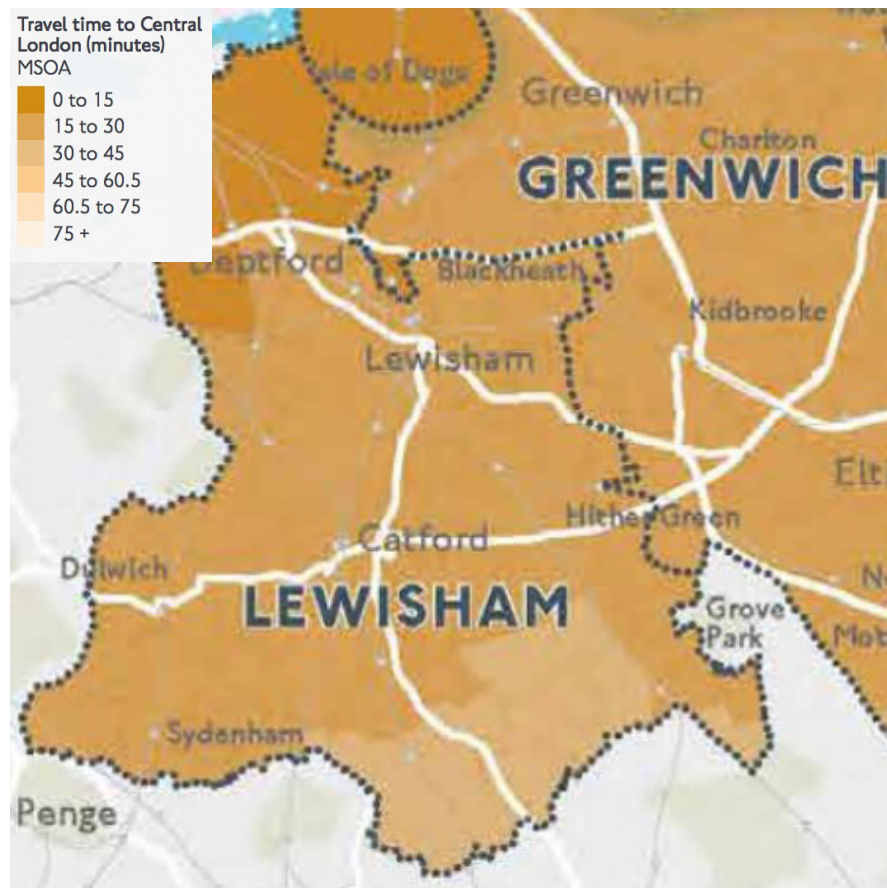 Travel time to Central
London (minutes)
MSOA
0 to 15
15 to 30
30 to 45
45 to 60.5
60.5 to 75
75 +
Isle of Dogs
Greenwich
Charlton
GREENWICH
Deptford
Blackheath
Kidbrooke
Lewisham
Elt
Hither Green
Catford
Dulwich
LEWISHAM
Grove
Park
Mot
Sydenham
Penge